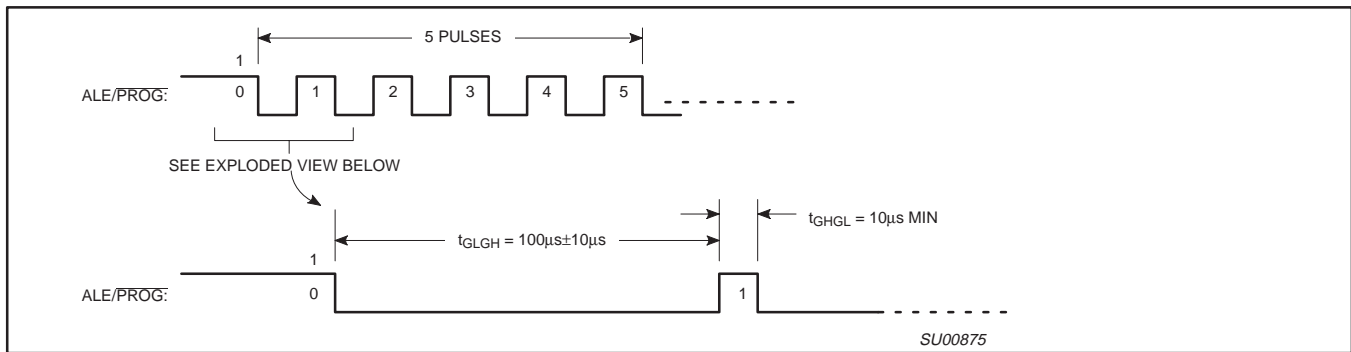 5 PULSES
1
ALE/PROG: 0 1 2 3 4 5
SEE EXPLODED VIEW BELOW
tGHGL = 10µs MIN
tGLGH = 100µs±10µs
1
ALE/PROG: 0 1
SU00875